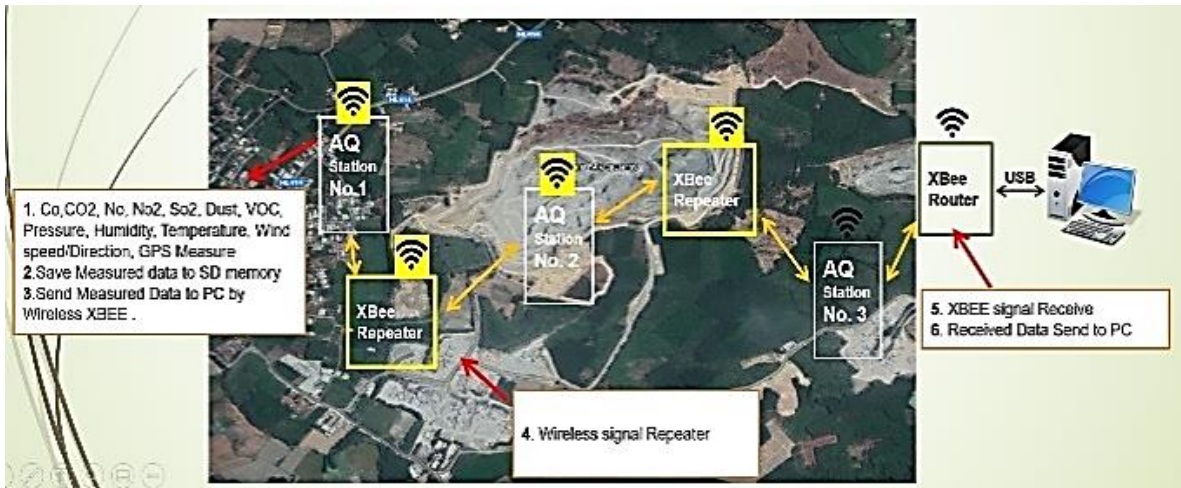 AQ
Station
No.1
XBee
Repeater
AQ
Station
No. 2
XBee
Repeater
AQ
Station
No. 3
XBee
Router
USB
1. Co,CO2, No, No2, So2, Dust, VOC,
Pressure, Humidity, Temperature, Wind
speed/Direction, GPS Measure
2.Save Measured data to SD memory
3.Send Measured Data to PC by
Wireless XBEE .
4. Wireless signal Repeater
5. XBEE signal Receive
6. Received Data Send to PC